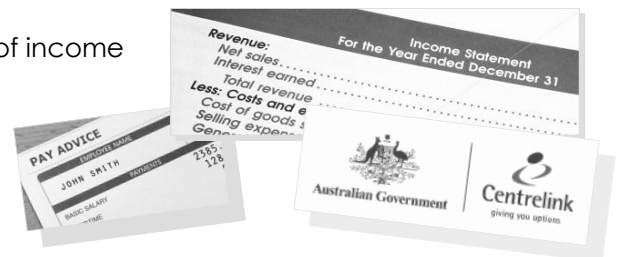 of income
Income Statement
For the Year Ended December 31
Revenue:
Net sales
Interest earned
Total revenue
Less: Costs and e
Cost of goods s
Selling expens
Gene
PAY ADVICE
EMPLOYEE NAME
JOHN SMITH
PAYMENTS
2385.
128
BASIC SALARY
Australian Government
Centrelink
giving you options